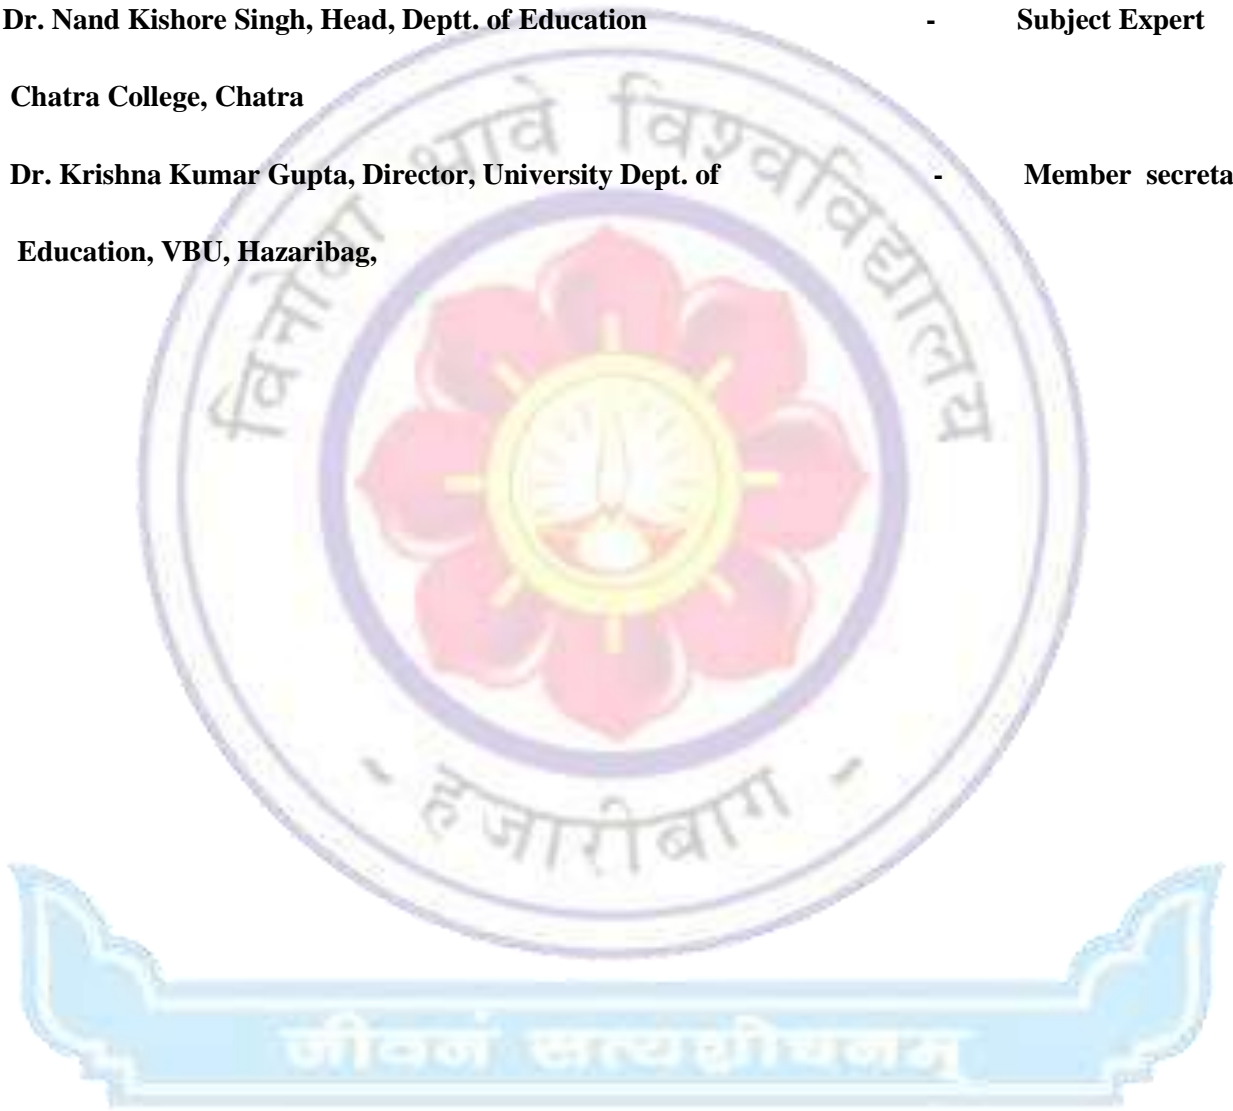 Dr. Nand Kishore Singh, Head, Deptt. of Education - Subject Expert
Chatra College, Chatra
Dr. Krishna Kumar Gupta, Director, University Dept. of - Member secreta
Education, VBU, Hazaribag,
विनोबा भावे विश्वविद्यालय
- हजारीबाग -
जीवनं सत्यशोधनम्